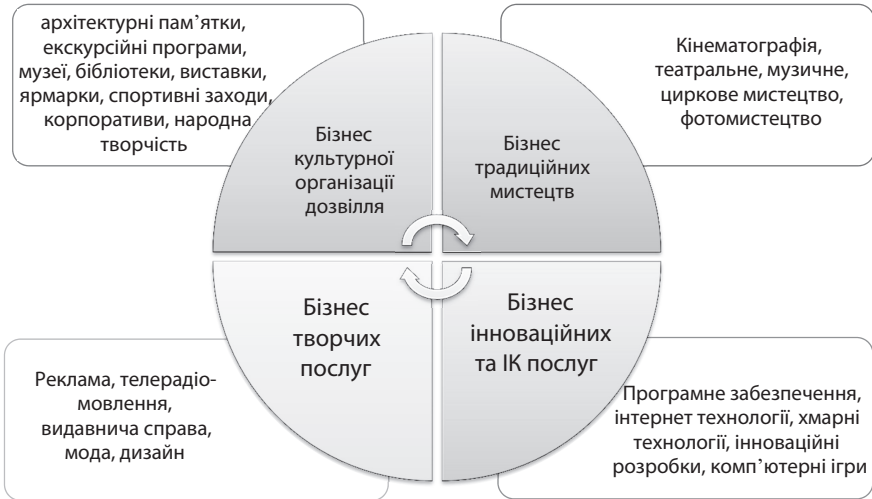 архітектурні пам’ятки,
екскурсійні програми,
музеї, бібліотеки, виставки,
ярмарки, спортивні заходи,
корпоративи, народна
творчість
Кінематографія,
театральне, музичне,
циркове мистецтво,
фотомистецтво
Бізнес
культурної
організації
дозвілля
Бізнес
традиційних
мистецтв
Бізнес
творчих
послуг
Бізнес
інноваційних
та ІК послуг
Реклама, телерадіо-
мовлення,
видавнича справа,
мода, дизайн
Програмне забезпечення,
інтернет технології, хмарні
технології, інноваційні
розробки, комп’ютерні ігри